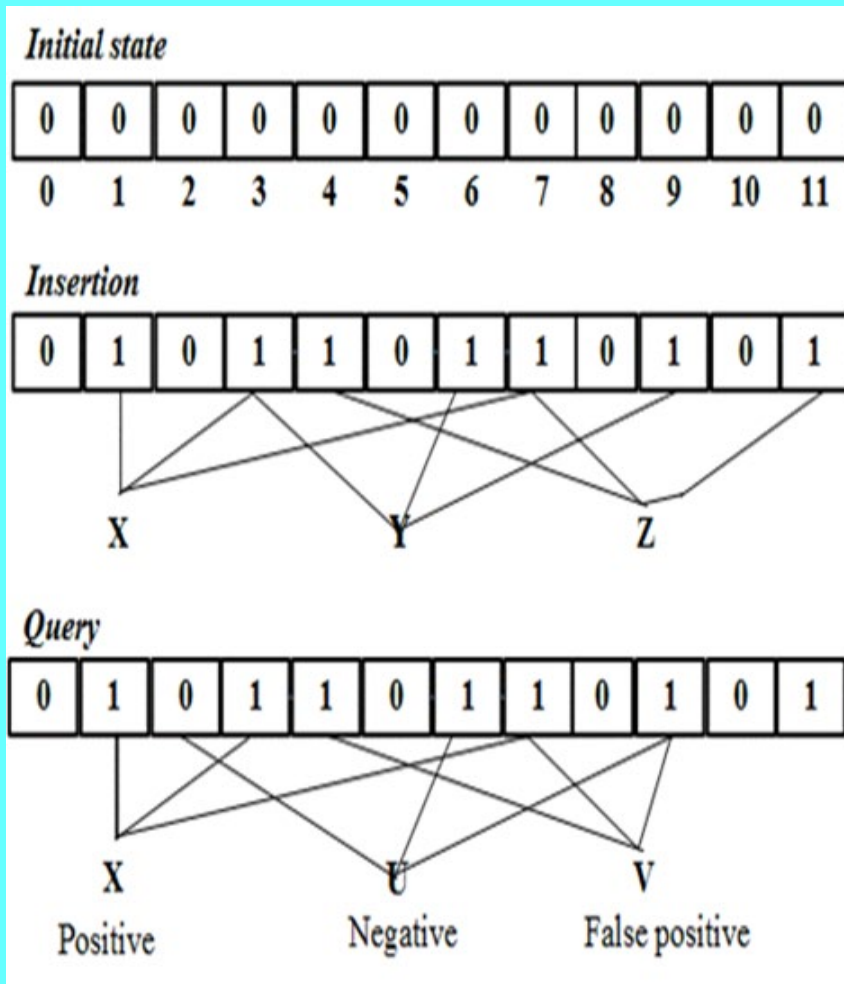 Initial state
0 0 0 0 0 0 0 0 0 0 0 0
0 1 2 3 4 5 6 7 8 9 10 11
Insertion
0 1 0 1 1 0 1 1 0 1 0 1
X Y Z
Query
0 1 0 1 1 0 1 1 0 1 0 1
X U V
Positive Negative False positive